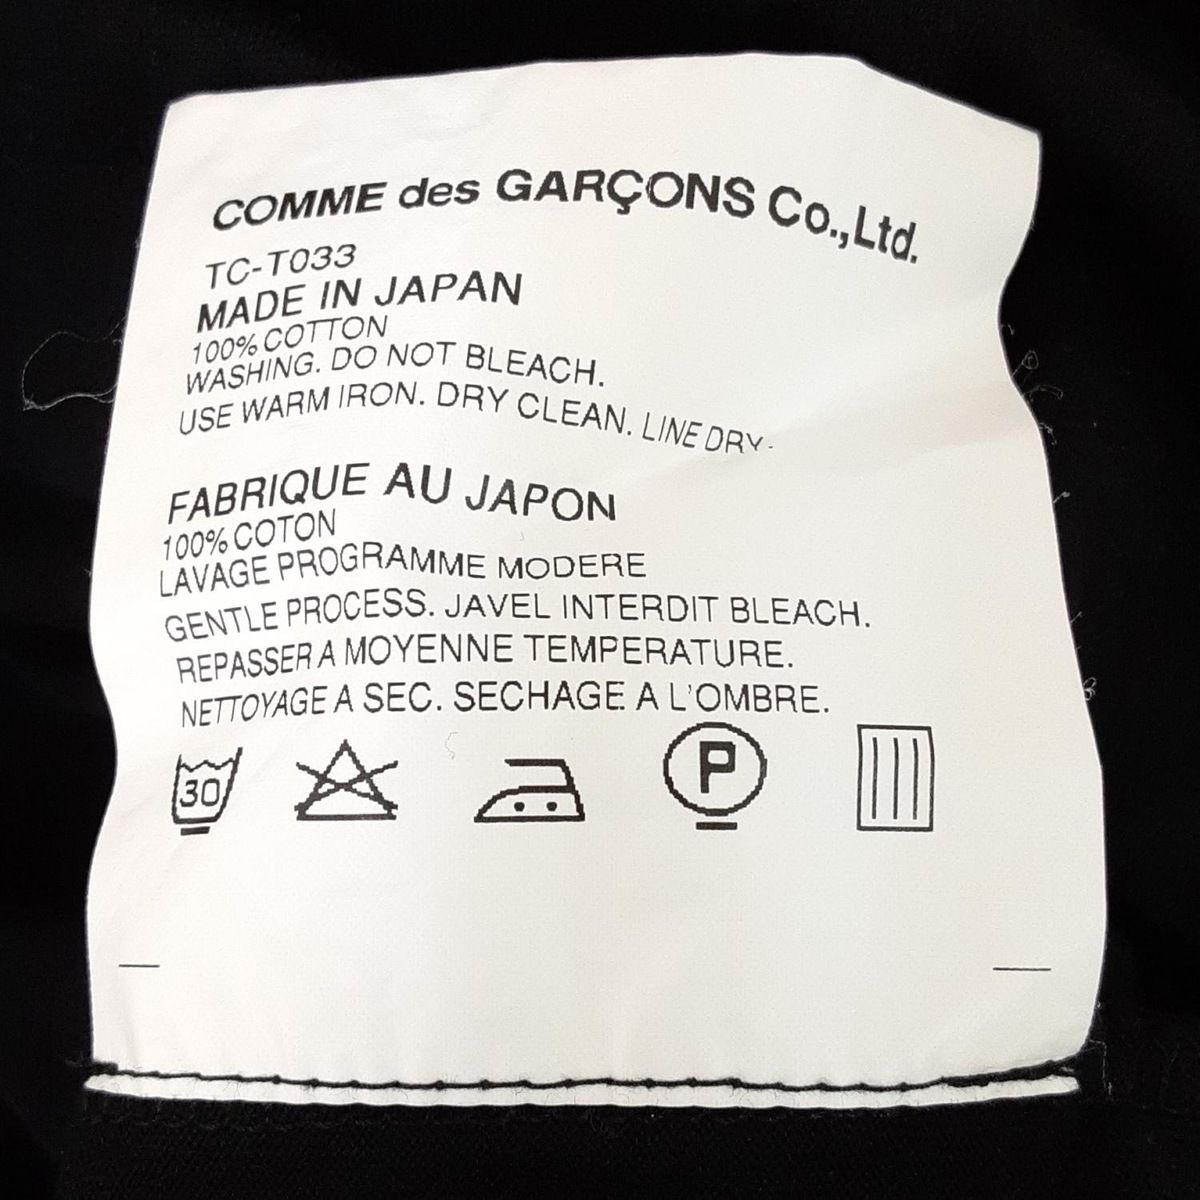 COMME des GARÇONS Co.,Ltd.
TC-T033
MADE IN JAPAN
100% COTTON
WASHING. DO NOT BLEACH.
USE WARM IRON. DRY CLEAN. LINE DRY.
FABRIQUE AU JAPON
100% COTON
LAVAGE PROGRAMME MODERE
GENTLE PROCESS. JAVEL INTERDIT BLEACH.
REPASSER A MOYENNE TEMPERATURE.
NETTOYAGE A SEC. SECHAGE A L'OMBRE.
30 P